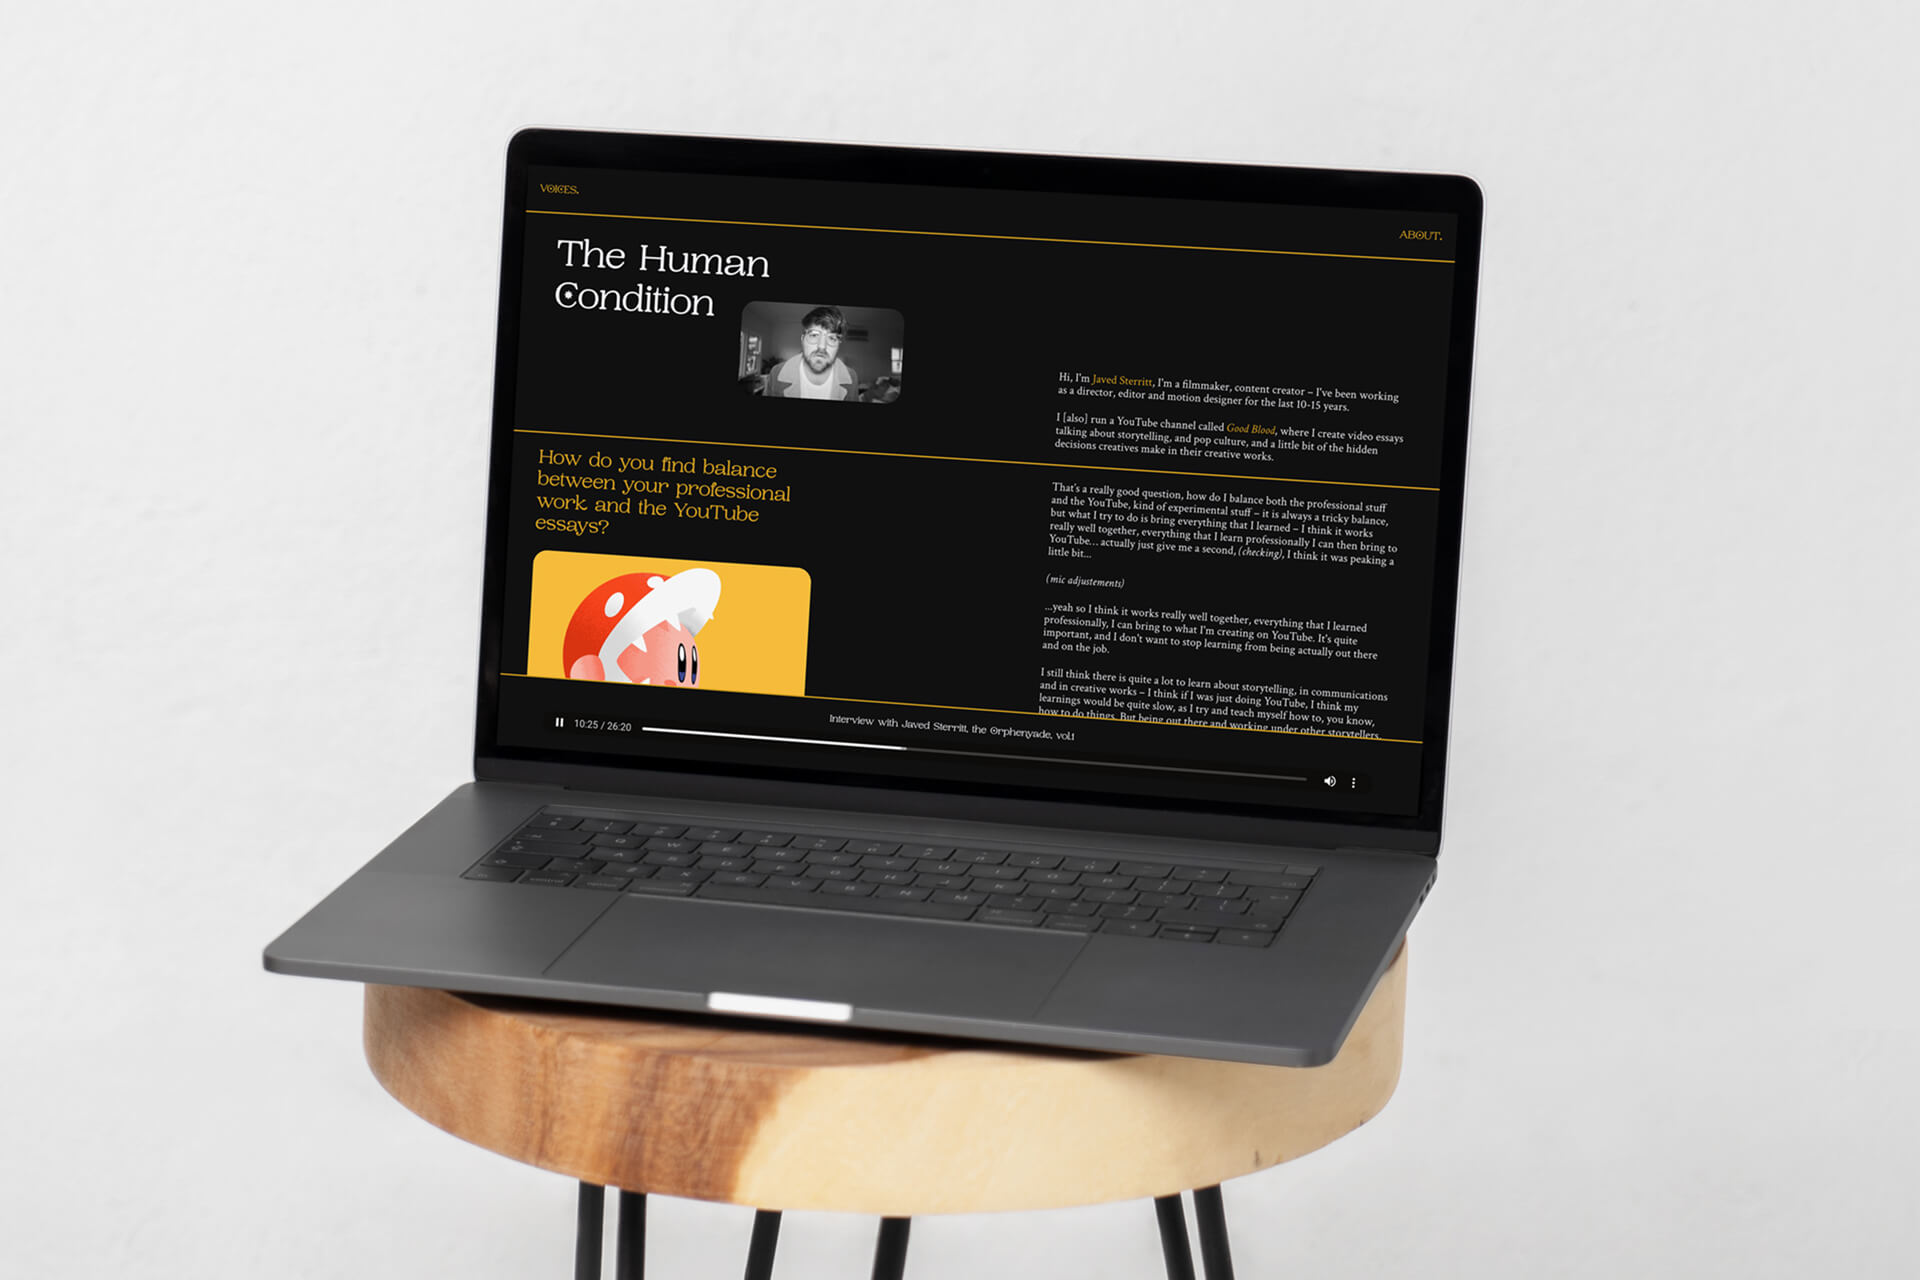 VOICES.
ABOUT.
The Human
Condition
Hi, I'm Javed Sterritt, I'm a filmmaker, content creator – I've been working
as a director, editor and motion designer for the last 10-15 years.
I [also] run a YouTube channel called Good Blood, where I create video essays
talking about storytelling, and pop culture, and a little bit of the hidden
decisions creatives make in their creative works.
How do you find balance
between your professional
work and the YouTube
essays?
That's a really good question, how do I balance both the professional stuff
and the YouTube, kind of experimental stuff – it is always a tricky balance,
but what I try to do is bring everything that I learned – I think it works
really well together, everything that I learn professionally I can then bring to
YouTube... actually just give me a second, (checking), I think it was peaking a
little bit...
(mic adjustements)
...yeah so I think it works really well together, everything that I learned
professionally, I can bring to what I'm creating on YouTube. It's quite
important, and I don't want to stop learning from being actually out there
and on the job.
I still think there is quite a lot to learn about storytelling, in communications
and in creative works – I think if I was just doing YouTube, I think my
learnings would be quite slow, as I try and teach myself how to, you know,
how to do things. But being out there and working under other storytellers,
10:25 / 26:20
Interview with Javed Sterritt, the Orphenyade, vol.1